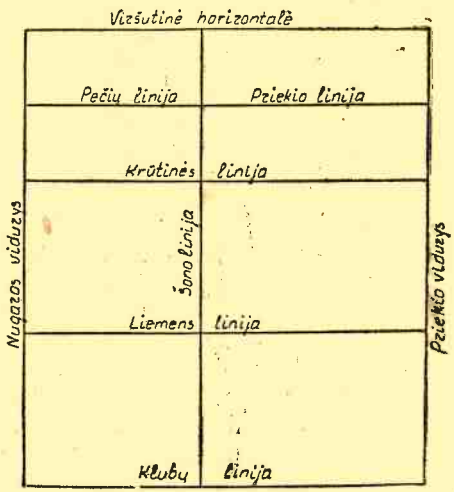 Viršutinė horizontalė
Pečių linija
Priekio linija
Krūtinės linija
Nugaros vidurys
Šono linija
Priekio vidurys
Liemens linija
Klubų linija